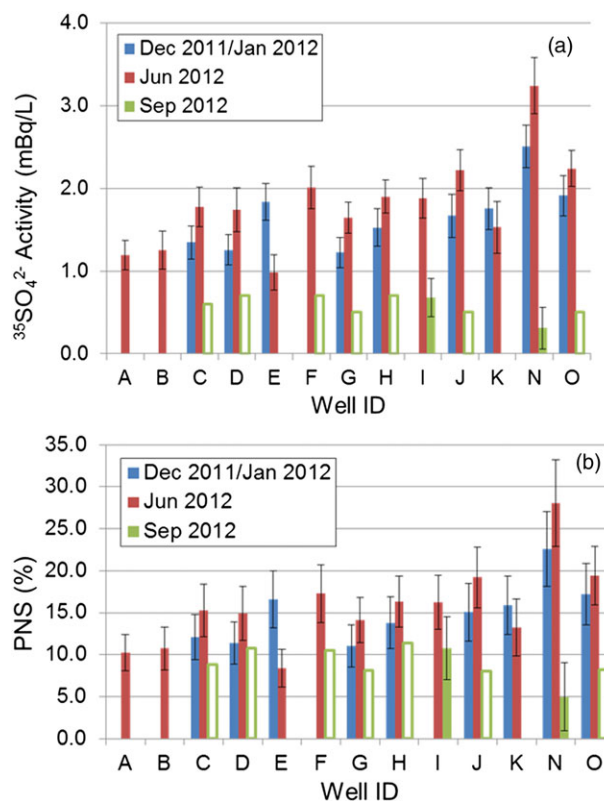 (a)
Dec 2011/Jan 2012
Jun 2012
Sep 2012
³⁵SO₄²⁻ Activity (mBq/L)
4.0
3.0
2.0
1.0
0.0
A B C D E F G H I J K N O
Well ID
(b)
Dec 2011/Jan 2012
Jun 2012
Sep 2012
PNS (%)
35.0
30.0
25.0
20.0
15.0
10.0
5.0
0.0
A B C D E F G H I J K N O
Well ID